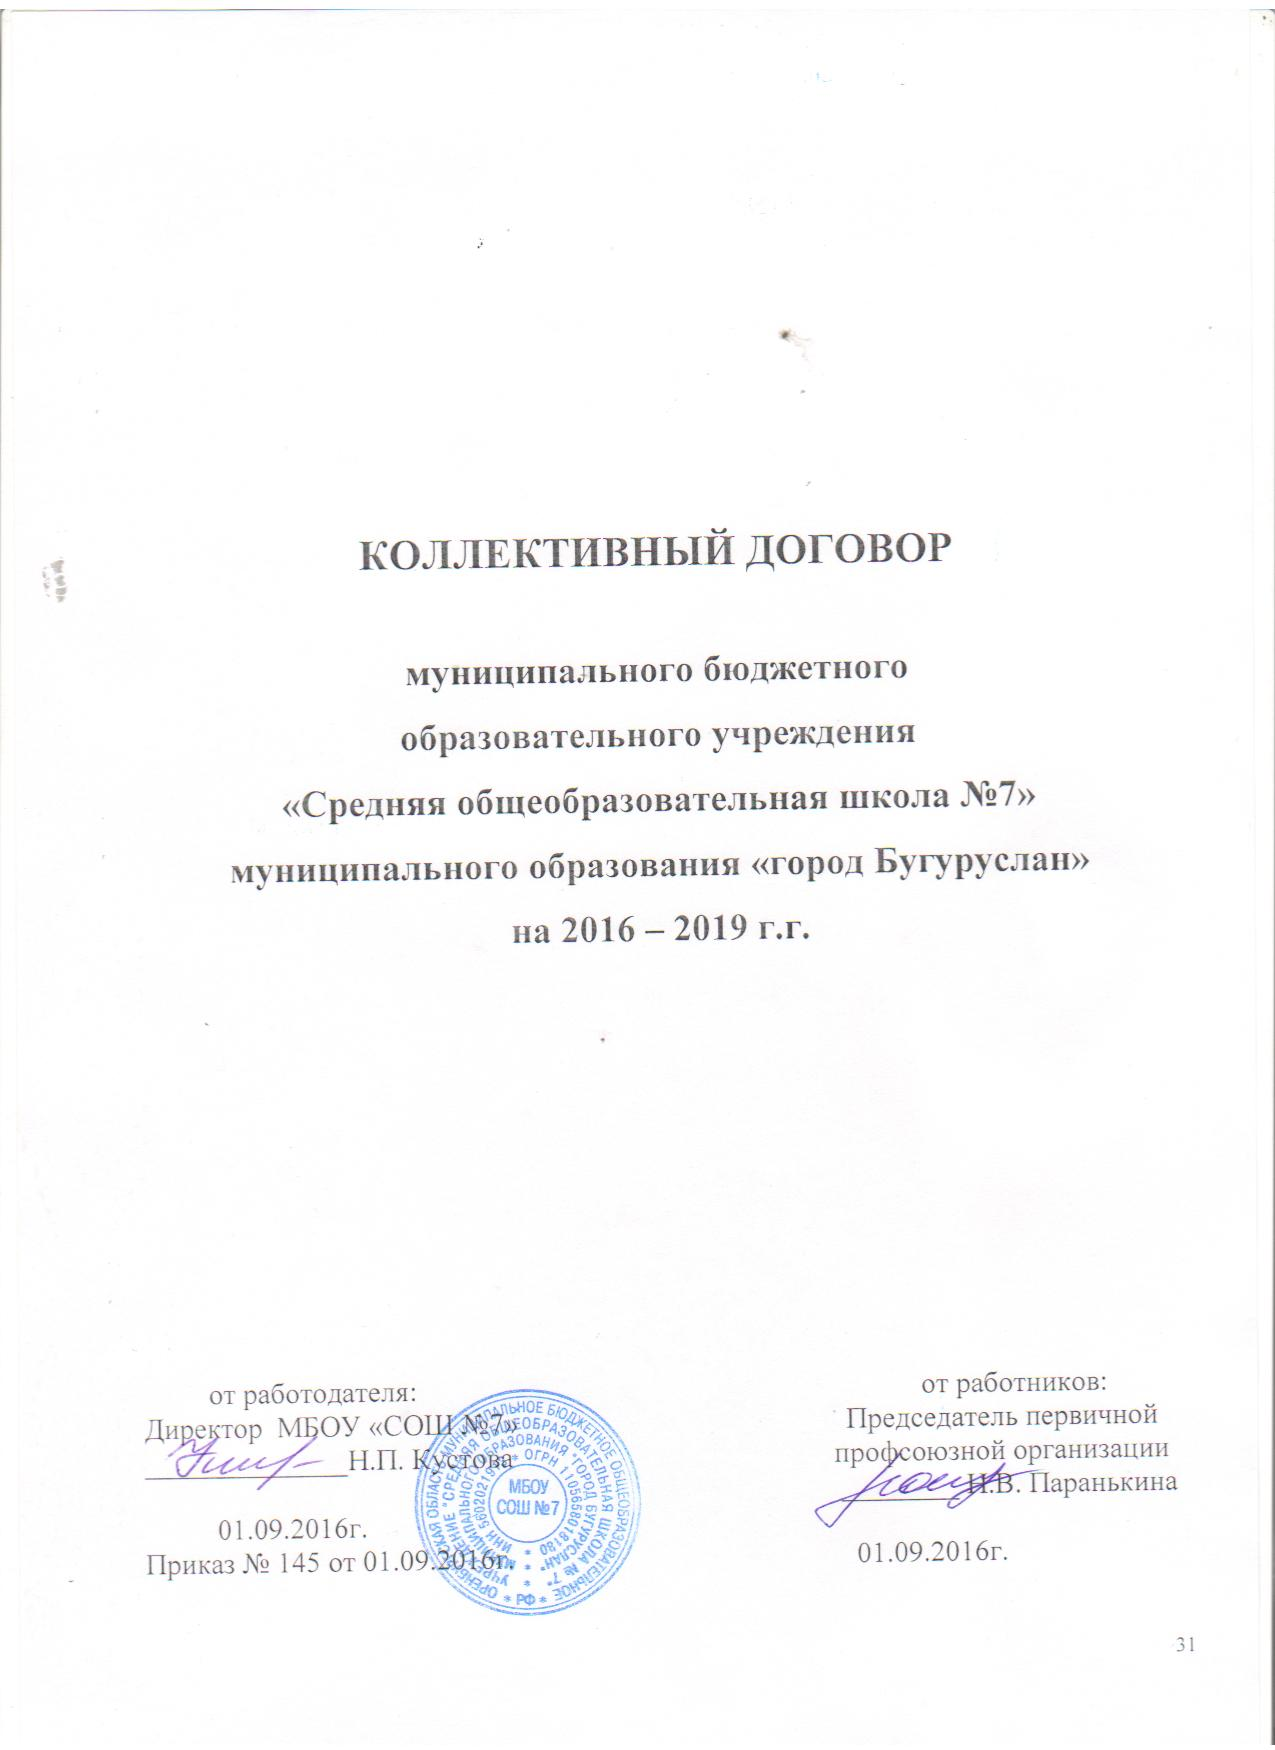 КОЛЛЕКТИВНЫЙ ДОГОВОР
муниципального бюджетного
образовательного учреждения
«Средняя общеобразовательная школа №7»
муниципального образования «город Бугуруслан»
на 2016 – 2019 г.г.
от работодателя:
Директор МБОУ «СОШ №7»
Н.П. Кустова
01.09.2016г.
Приказ № 145 от 01.09.2016г.
МБОУ
СОШ №7
* РФ *
от работников:
Председатель первичной
профсоюзной организации
Н.В. Паранькина
01.09.2016г.
31